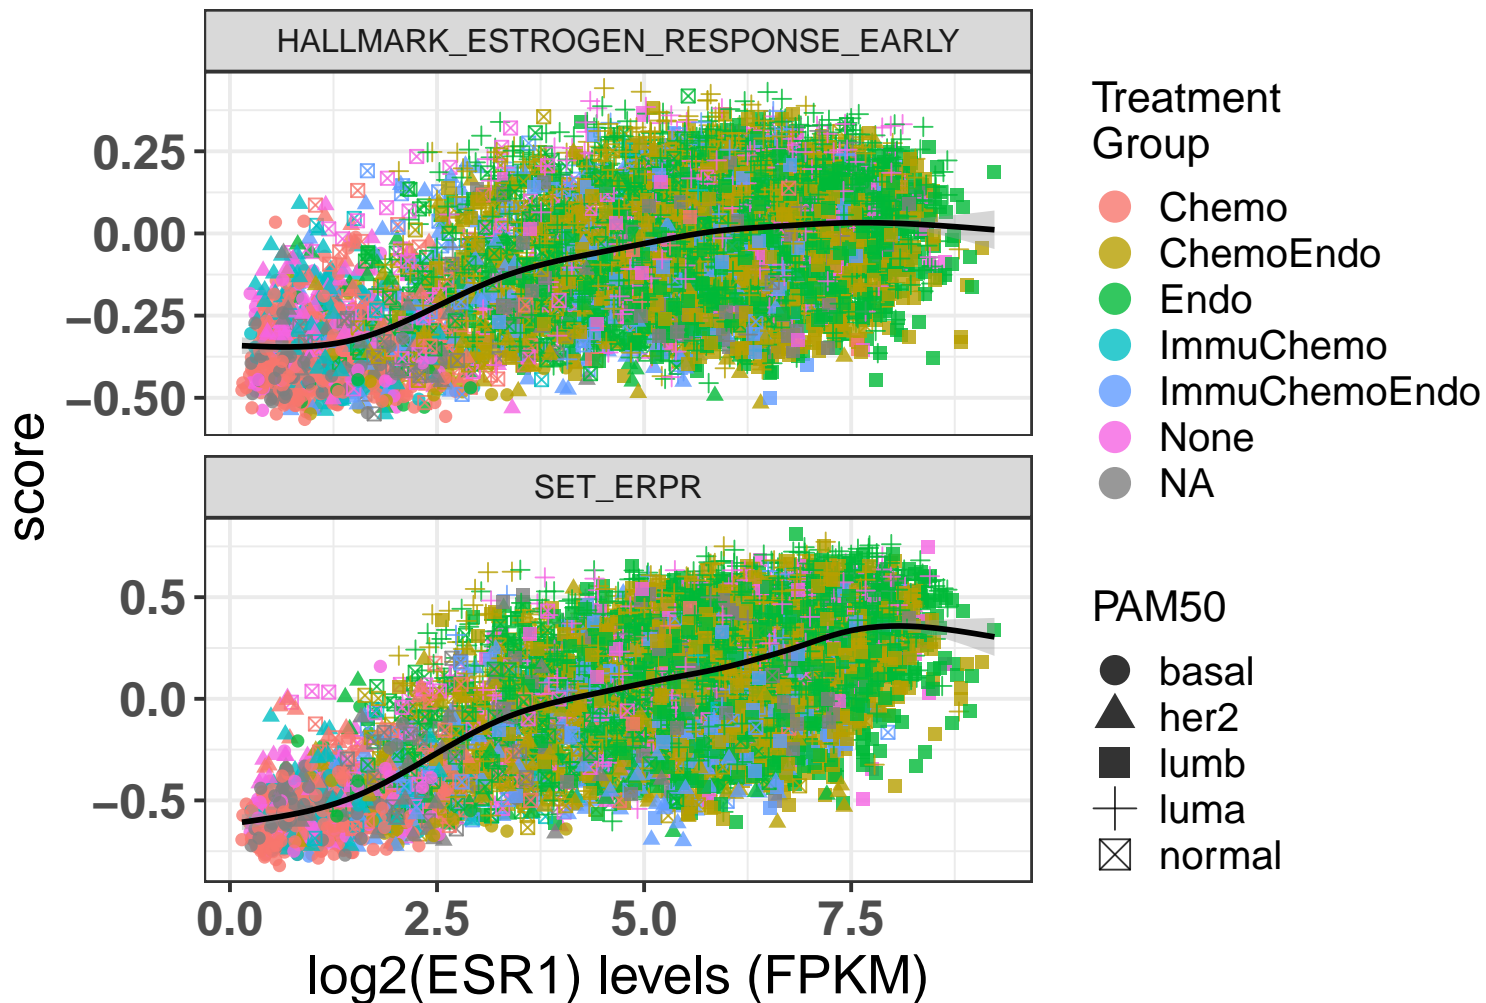 HALLMARK_ESTROGEN_RESPONSE_EARLY
0.25
0.00
−0.25
−0.50
SET_ERPR
0.5
0.0
−0.5
0.0 2.5 5.0 7.5
log2(ESR1) levels (FPKM)
score
Treatment
Group
Chemo
ChemoEndo
Endo
ImmuChemo
ImmuChemoEndo
None
NA
PAM50
basal
her2
lumb
luma
normal